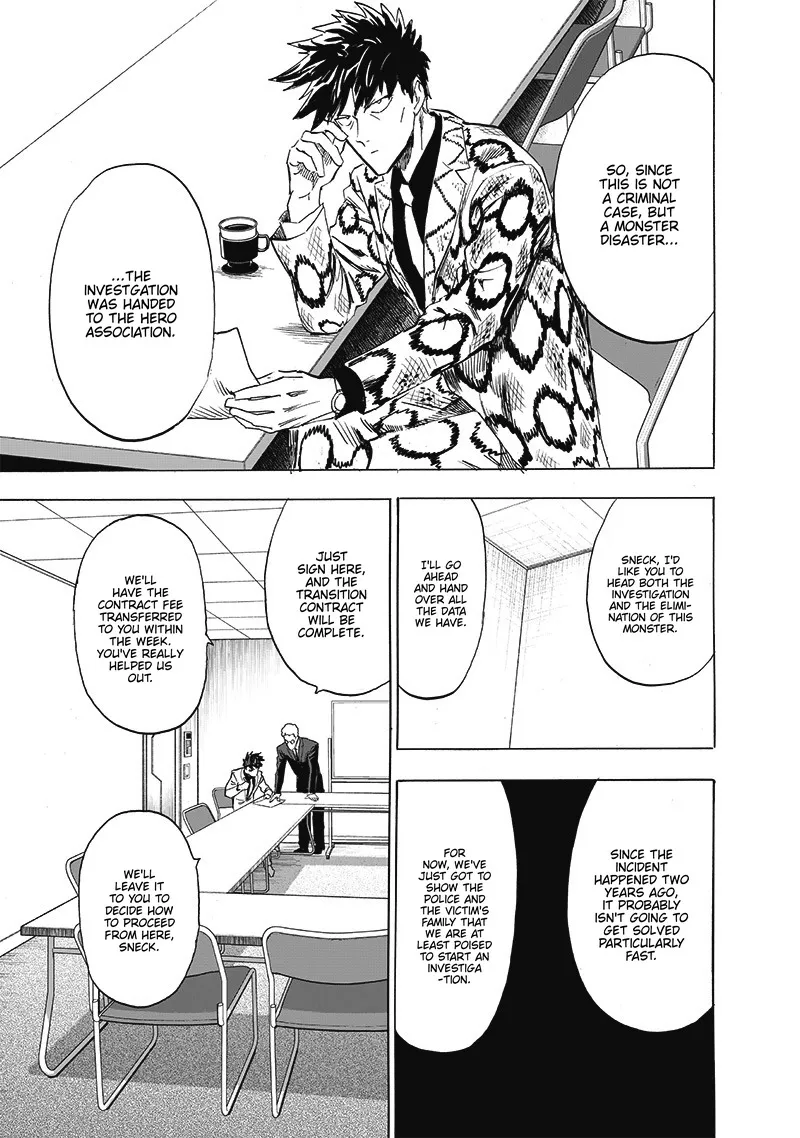 SO, SINCE
THIS IS NOT
A CRIMINAL
CASE, BUT
A MONSTER
DISASTER...
...THE
INVESTGATION
WAS HANDED
TO THE HERO
ASSOCIATION.
SNECK, I'D
LIKE YOU TO
HEAD BOTH THE
INVESTIGATION
AND THE ELIMI-
NATION OF THIS
MONSTER.
I'LL GO
AHEAD
AND HAND
OVER ALL
THE DATA
WE HAVE.
JUST
SIGN HERE,
AND THE
TRANSITION
CONTRACT
WILL BE
COMPLETE.
WE'LL
HAVE THE
CONTRACT FEE
TRANSFERRED
TO YOU WITHIN
THE WEEK.
YOU'VE REALLY
HELPED US
OUT.
WE'LL
LEAVE IT
TO YOU TO
DECIDE HOW
TO PROCEED
FROM HERE,
SNECK.
SINCE THE
INCIDENT
HAPPENED TWO
YEARS AGO,
IT PROBABLY
ISN'T GOING TO
GET SOLVED
PARTICULARLY
FAST.
FOR
NOW, WE'VE
JUST GOT TO
SHOW THE
POLICE AND
THE VICTIM'S
FAMILY THAT
WE ARE AT
LEAST POISED
TO START AN
INVESTIGA
-TION.